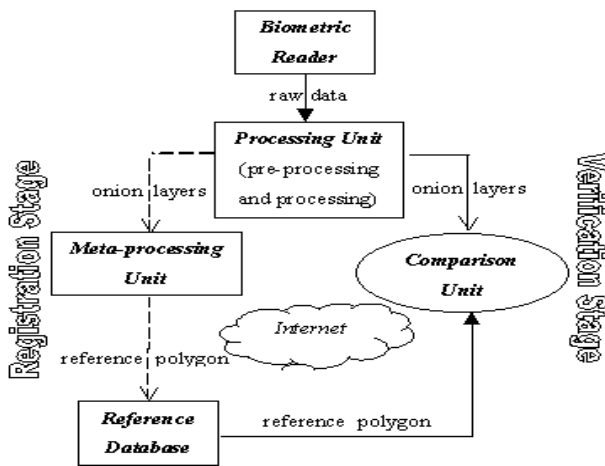 Biometric
Reader
raw data
Processing Unit
(pre-processing
and processing)
onion layers
onion layers
Meta-processing
Unit
Comparison
Unit
Internet
reference polygon
Reference
Database
reference polygon
Registration Stage
Verification Stage